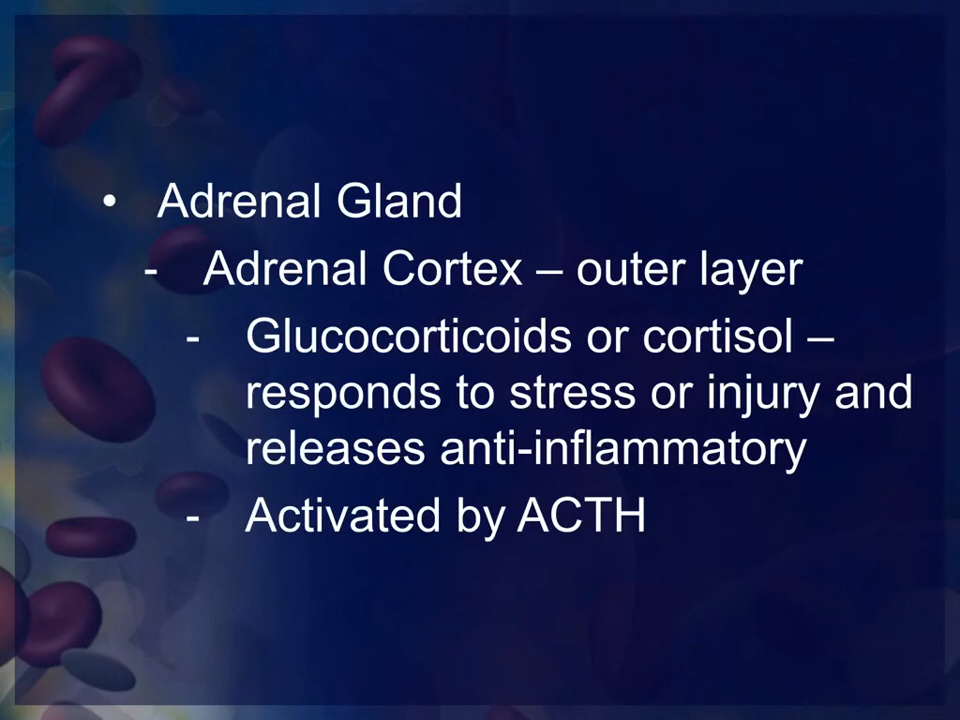 • Adrenal Gland
- Adrenal Cortex – outer layer
- Glucocorticoids or cortisol –
responds to stress or injury and
releases anti-inflammatory
- Activated by ACTH